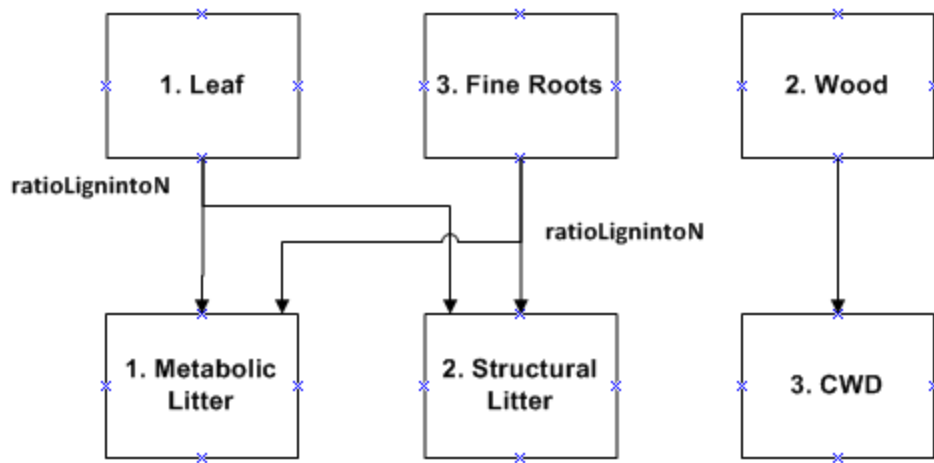 1. Leaf
3. Fine Roots
2. Wood
ratioLignintoN
ratioLignintoN
1. Metabolic
Litter
2. Structural
Litter
3. CWD